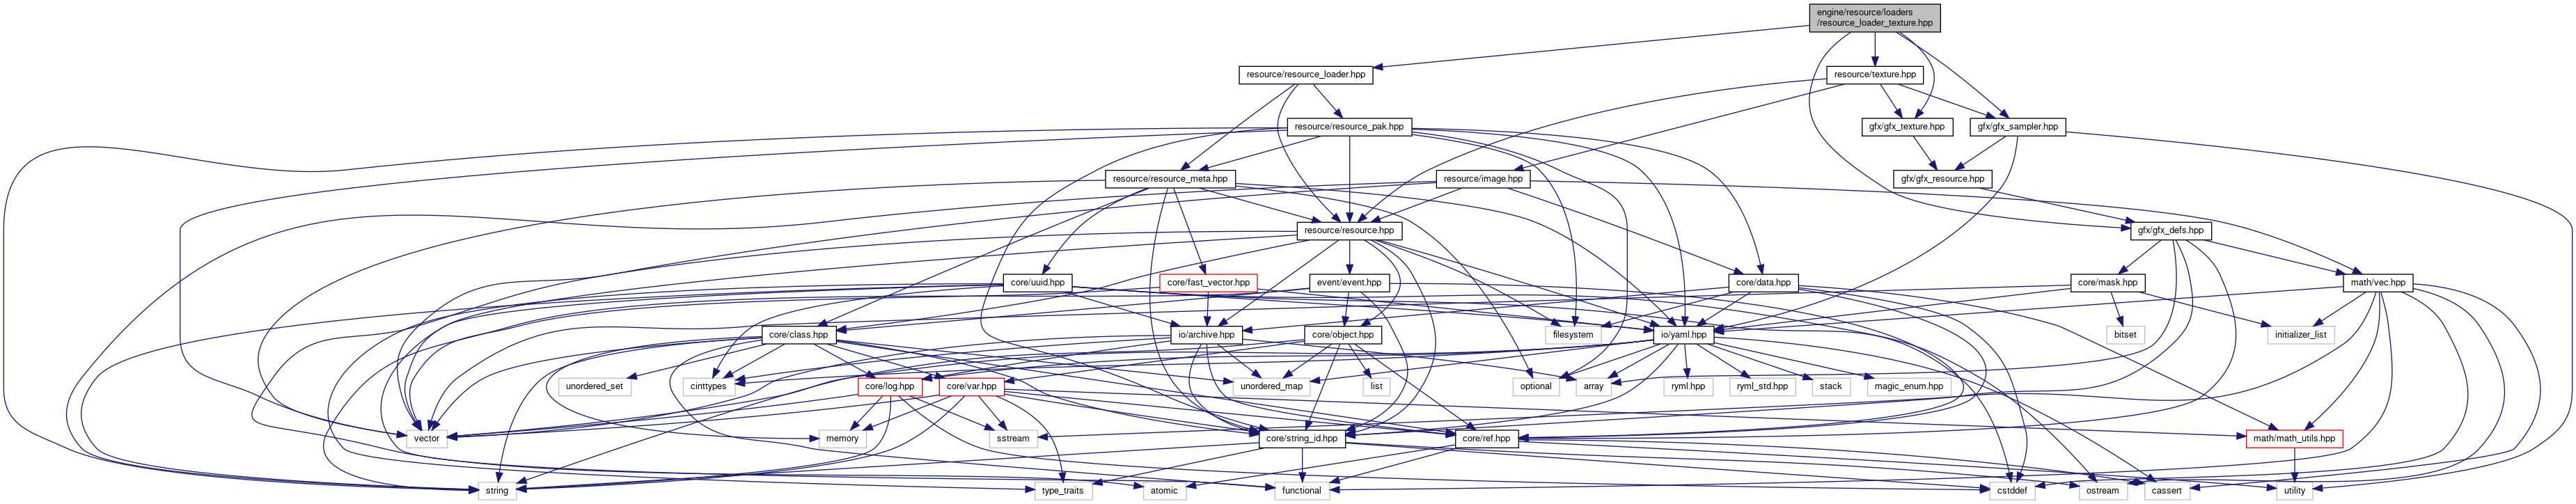 engine/resource/loaders
/resource_loader_texture.hpp
resource/resource_loader.hpp
resource/texture.hpp
resource/resource_pak.hpp
gfx/gfx_texture.hpp
gfx/gfx_sampler.hpp
resource/resource_meta.hpp
resource/image.hpp
gfx/gfx_resource.hpp
resource/resource.hpp
gfx/gfx_defs.hpp
core/uuid.hpp
core/fast_vector.hpp
event/event.hpp
core/data.hpp
core/mask.hpp
math/vec.hpp
core/class.hpp
io/archive.hpp
core/object.hpp
filesystem
io/yaml.hpp
bitset
initializer_list
unordered_set
cinttypes
core/log.hpp
core/var.hpp
unordered_map
list
optional
array
ryml.hpp
ryml_std.hpp
stack
magic_enum.hpp
vector
memory
sstream
core/string_id.hpp
core/ref.hpp
math/math_utils.hpp
string
type_traits
atomic
functional
cstddef
ostream
cassert
utility